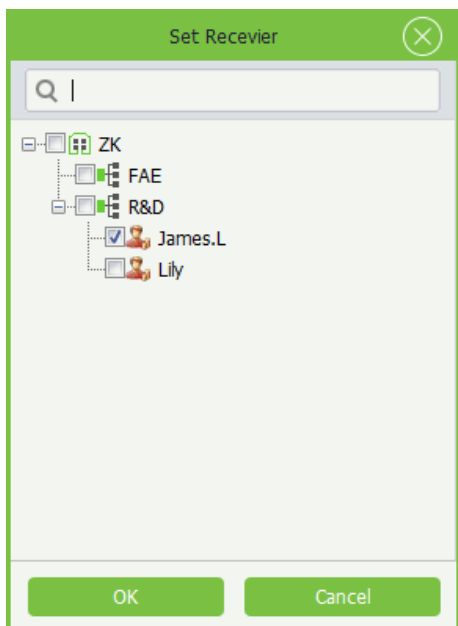 Set Recevier
ZK
FAE
R&D
James.L
Lily
OK Cancel